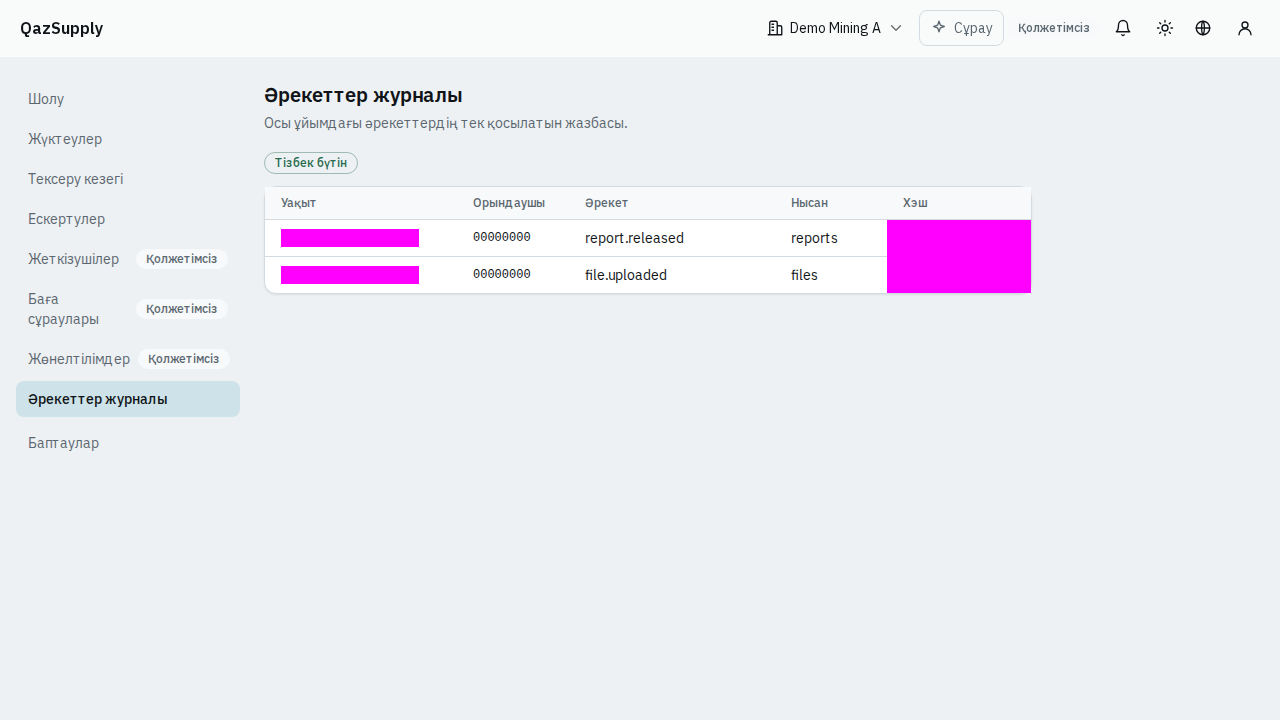 QazSupply
Demo Mining A
Сұрау
Қолжетімсіз
Шолу
Жүктеулер
Тексеру кезегі
Ескертулер
Жеткізушілер Қолжетімсіз
Баға сұраулары Қолжетімсіз
Жөнелтілімдер Қолжетімсіз
Әрекеттер журналы
Баптаулар
Әрекеттер журналы
Осы ұйымдағы әрекеттердің тек қосылатын жазбасы.
Тізбек бүтін
Уақыт Орындаушы Әрекет Нысан Хэш
00000000 report.released reports
00000000 file.uploaded files